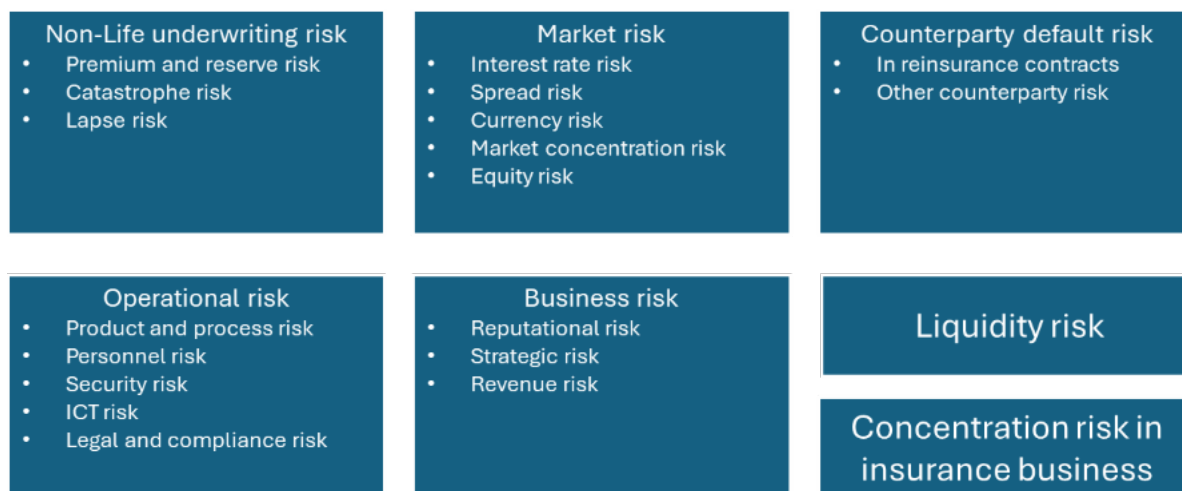 Non-Life underwriting risk
• Premium and reserve risk
• Catastrophe risk
• Lapse risk
Market risk
• Interest rate risk
• Spread risk
• Currency risk
• Market concentration risk
• Equity risk
Counterparty default risk
• In reinsurance contracts
• Other counterparty risk
Operational risk
• Product and process risk
• Personnel risk
• Security risk
• ICT risk
• Legal and compliance risk
Business risk
• Reputational risk
• Strategic risk
• Revenue risk
Liquidity risk
Concentration risk in
insurance business